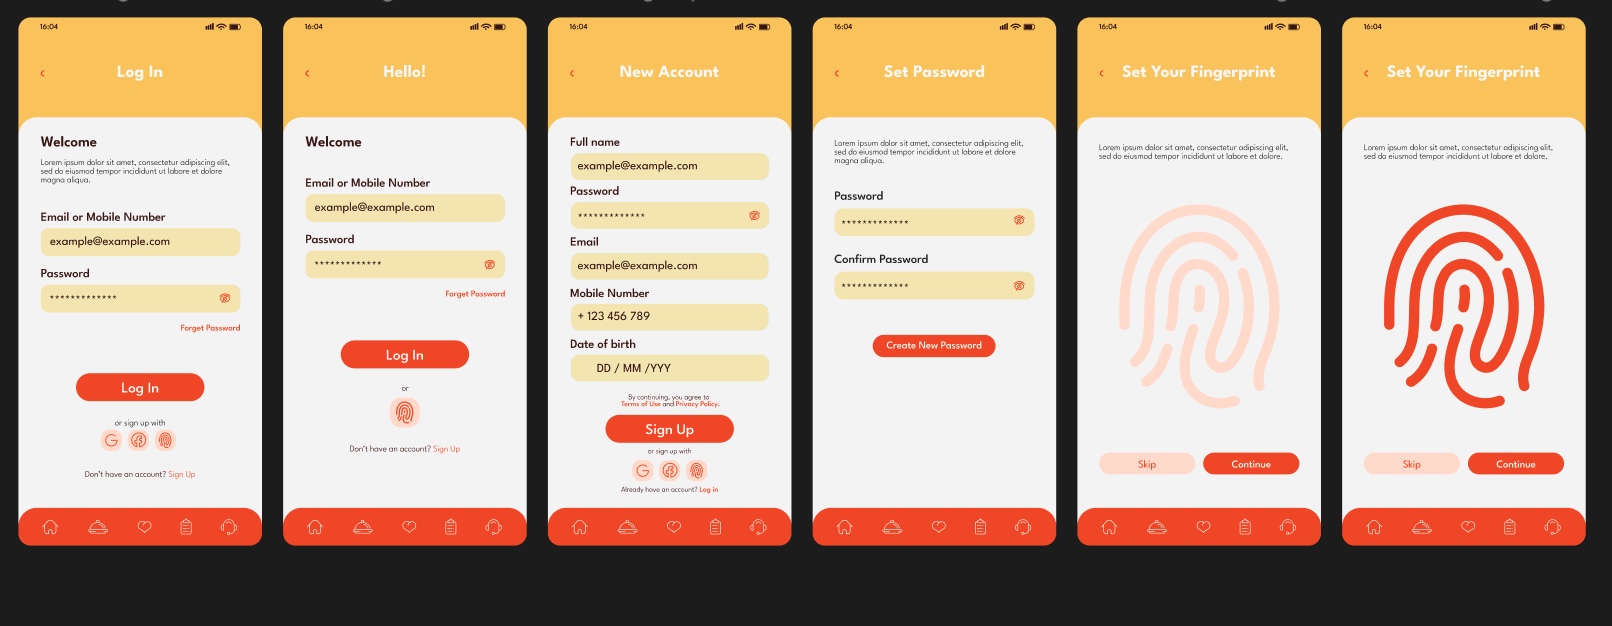 16:04
Log In
Welcome
Lorem ipsum dolor sit amet, consectetur adipiscing elit,
sed do eiusmod tempor incididunt ut labore et dolore
magna aliqua.
Email or Mobile Number
example@example.com
Password
*************
Forget Password
Log In
or sign up with
Don't have an account? Sign Up
16:04
Hello!
Welcome
Email or Mobile Number
example@example.com
Password
*************
Forget Password
Log In
or
Don't have an account? Sign Up
16:04
New Account
Full name
example@example.com
Password
*************
Email
example@example.com
Mobile Number
+ 123 456 789
Date of birth
DD / MM /YYY
By continuing, you agree to
Terms of Use and Privacy Policy.
Sign Up
or sign up with
Already have an account? Log in
16:04
Set Password
Lorem ipsum dolor sit amet, consectetur adipiscing elit,
sed do eiusmod tempor incididunt ut labore et dolore
magna aliqua.
Password
*************
Confirm Password
*************
Create New Password
16:04
Set Your Fingerprint
Lorem ipsum dolor sit amet, consectetur adipiscing elit,
sed do eiusmod tempor incididunt ut labore et dolore.
Skip
Continue
16:04
Set Your Fingerprint
Lorem ipsum dolor sit amet, consectetur adipiscing elit,
sed do eiusmod tempor incididunt ut labore et dolore.
Skip
Continue